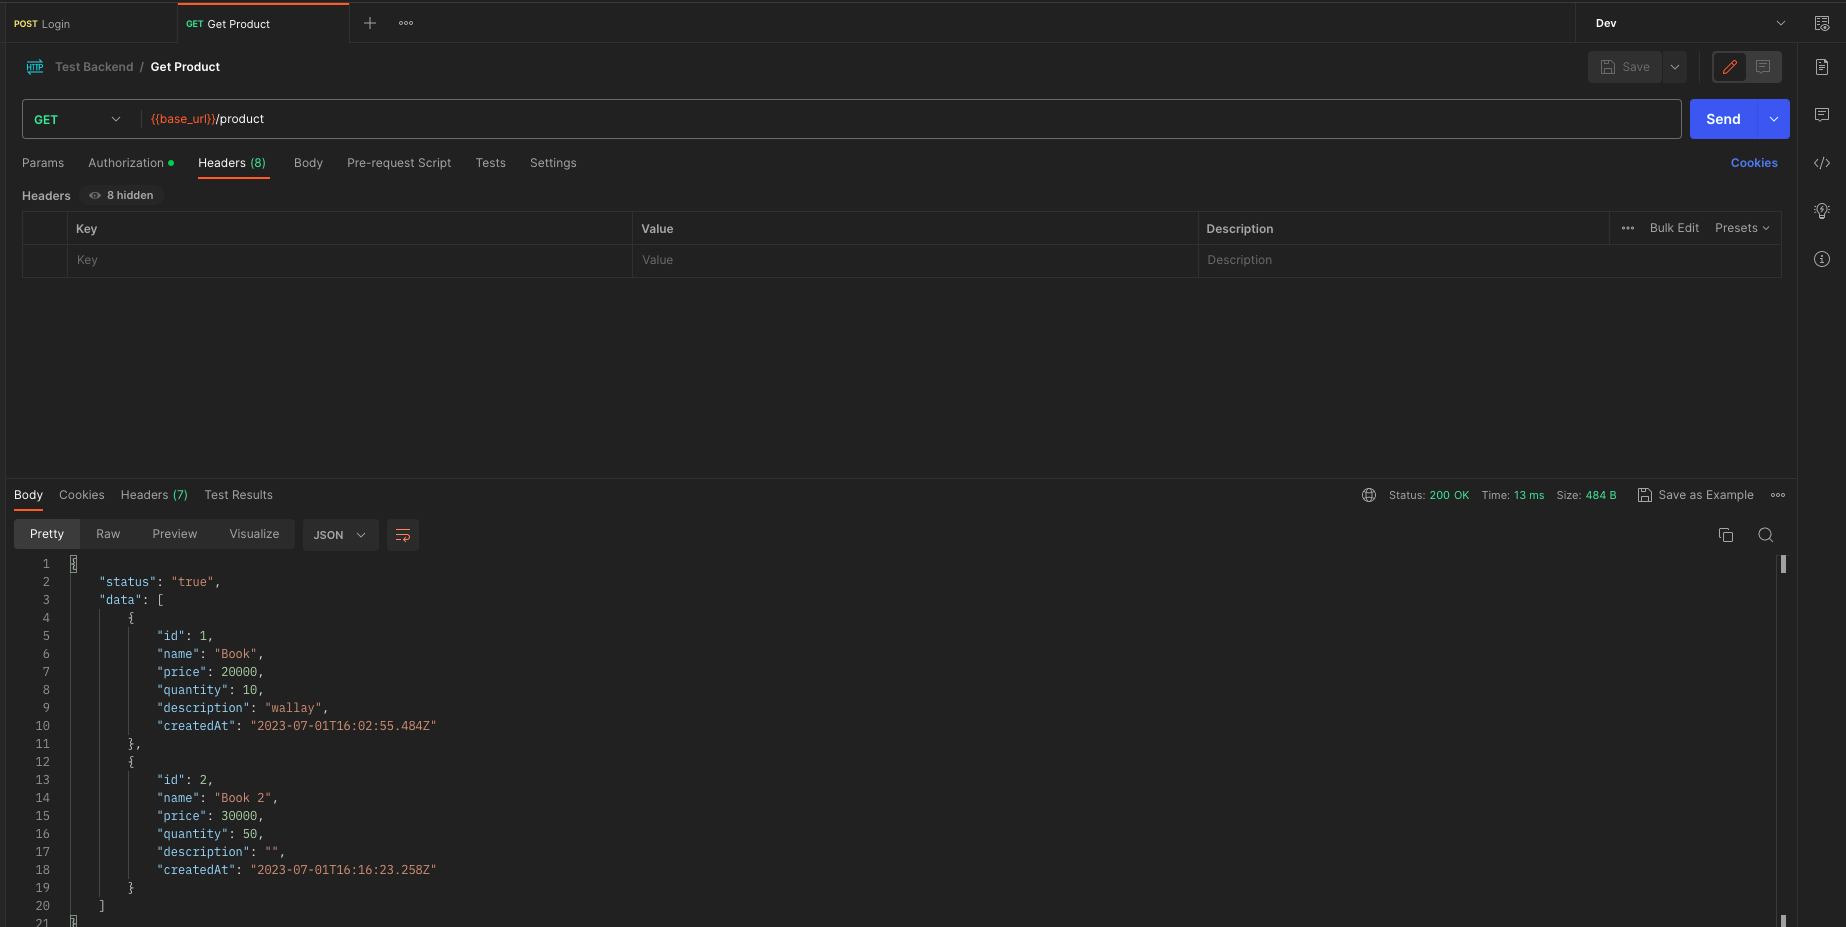 POST Login
GET Get Product
Dev
HTTP Test Backend / Get Product
Save
GET {{base_url}}/product
Send
Params Authorization Headers (8) Body Pre-request Script Tests Settings
Cookies
Headers 8 hidden
Key Value Description Bulk Edit Presets
Key Value Description
Body Cookies Headers (7) Test Results
Status: 200 OK Time: 13 ms Size: 484 B Save as Example
Pretty Raw Preview Visualize JSON
1 {
2 "status": "true",
3 "data": [
4 {
5 "id": 1,
6 "name": "Book",
7 "price": 20000,
8 "quantity": 10,
9 "description": "wallay",
10 "createdAt": "2023-07-01T16:02:55.484Z"
11 },
12 {
13 "id": 2,
14 "name": "Book 2",
15 "price": 30000,
16 "quantity": 50,
17 "description": "",
18 "createdAt": "2023-07-01T16:16:23.258Z"
19 }
20 ]
21 }